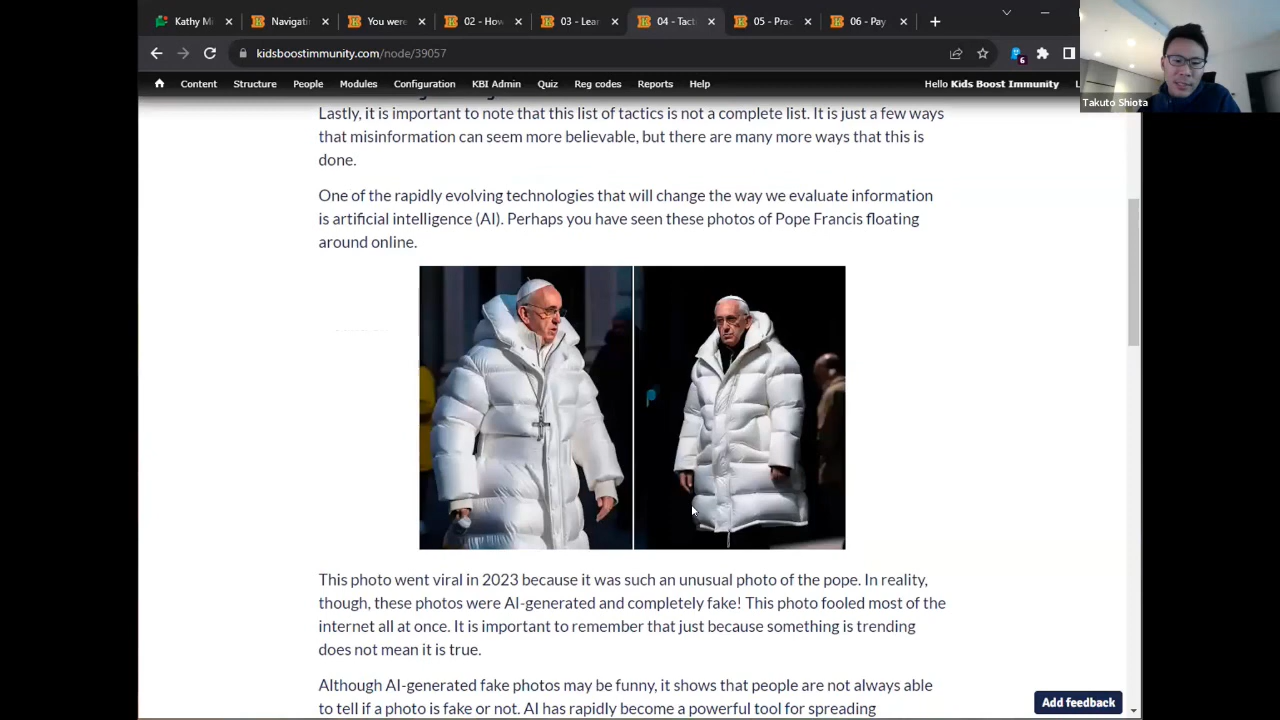 Kathy Mi
Navigati
You were
02 - How
03 - Lear
04 - Tact
05 - Prac
06 - Pay
kidsboostimmunity.com/node/39057
6
Content Structure People Modules Configuration KBI Admin Quiz Reg codes Reports Help Hello Kids Boost Immunity L
Takuto Shiota
Lastly, it is important to note that this list of tactics is not a complete list. It is just a few ways
that misinformation can seem more believable, but there are many more ways that this is
done.
One of the rapidly evolving technologies that will change the way we evaluate information
is artificial intelligence (AI). Perhaps you have seen these photos of Pope Francis floating
around online.
This photo went viral in 2023 because it was such an unusual photo of the pope. In reality,
though, these photos were AI-generated and completely fake! This photo fooled most of the
internet all at once. It is important to remember that just because something is trending
does not mean it is true.
Although AI-generated fake photos may be funny, it shows that people are not always able
to tell if a photo is fake or not. AI has rapidly become a powerful tool for spreading
Add feedback